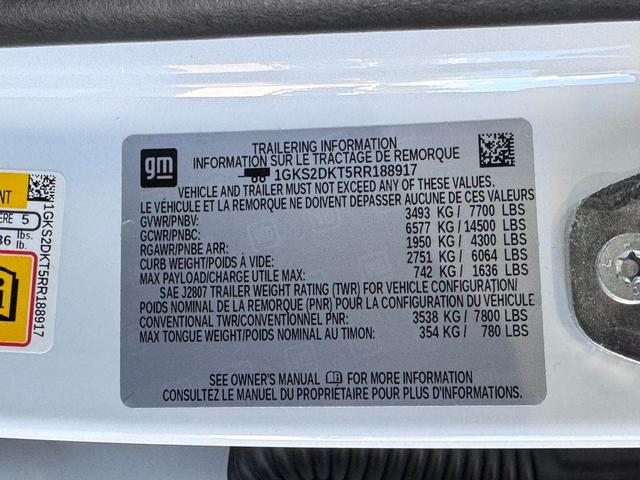 gm
TRAILERING INFORMATION
INFORMATION SUR LE TRACTAGE DE REMORQUE
1GKS2DKT5RR188917
VEHICLE AND TRAILER MUST NOT EXCEED ANY OF THESE VALUES
LE VÉHICULE ET LA REMORQUE NE DOIVENT DÉPASSER AUCUNE DE CES VALEURS
GVWR/PNBV: 3493 KG / 7700 LBS
GCWR/PNBC: 6577 KG / 14500 LBS
RGAWR/PNBE ARR: 1950 KG / 4300 LBS
CURB WEIGHT/POIDS À VIDE: 2751 KG / 6064 LBS
MAX PAYLOAD/CHARGE UTILE MAX: 742 KG / 1636 LBS
SAE J2807 TRAILER WEIGHT RATING (TWR) FOR VEHICLE CONFIGURATION/
POIDS NOMINAL DE LA REMORQUE (PNR) POUR LA CONFIGURATION DU VÉHICULE
CONVENTIONAL TWR/CONVENTIONNEL PNR: 3538 KG / 7800 LBS
MAX TONGUE WEIGHT/POIDS NOMINAL AU TIMON: 354 KG / 780 LBS
SEE OWNER'S MANUAL FOR MORE INFORMATION
CONSULTEZ LE MANUEL DU PROPRIÉTAIRE POUR PLUS D'INFORMATIONS.
5
lbs.
lb.
1GKS2DKT5RR188917